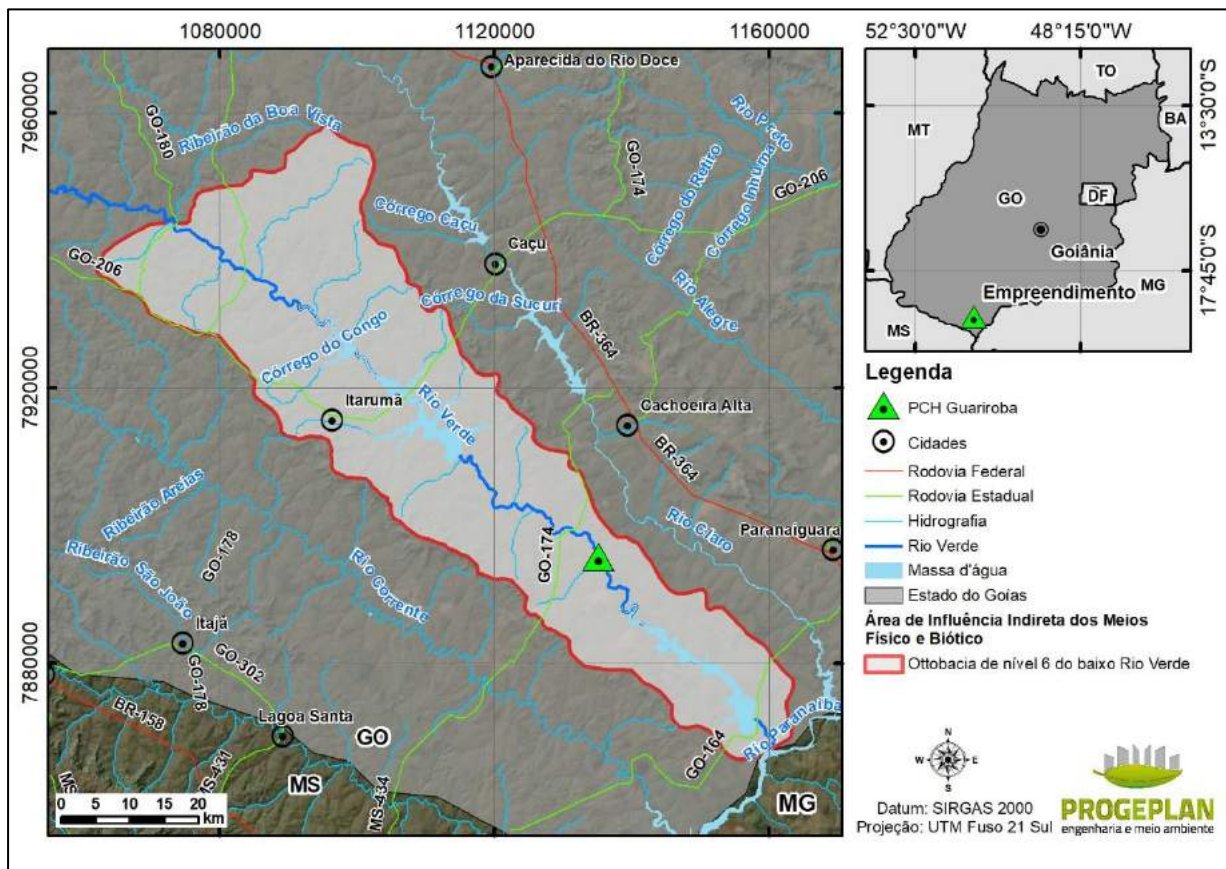 1080000
1120000
1160000
7960000
7920000
7880000
Aparecida do Rio Doce
GO-180
Ribeirão da Boa Vista
Rio Preto
GO-174
Córrego do Retiro
GO-206
Córrego Caçu
Caçu
GO-206
Córrego da Sucuri
Rio Alegre
BR-364
Córrego do Congo
Itarumã
Rio Verde
Cachoeira Alta
BR-364
Ribeirão Areias
GO-178
Rio Claro
Paranaiguara
GO-174
Ribeirão São João
Rio Corrente
Itajá
GO-302
GO-178
BR-158
Lagoa Santa
GO
GO-164
Rio Paranaíba
MS-431
MS
MS-434
MG
0 5 10 15 20
km
52°30'0"W
48°15'0"W
13°30'0"S
17°45'0"S
TO
MT
BA
GO
DF
Goiânia
MG
Empreendimento
MS
Legenda
PCH Guariroba
Cidades
Rodovia Federal
Rodovia Estadual
Hidrografia
Rio Verde
Massa d'água
Estado do Goías
Área de Influência Indireta dos Meios
Físico e Biótico
Ottobacia de nível 6 do baixo Rio Verde
N
W
E
S
Datum: SIRGAS 2000
Projeção: UTM Fuso 21 Sul
PROGEPLAN
engenharia e meio ambiente